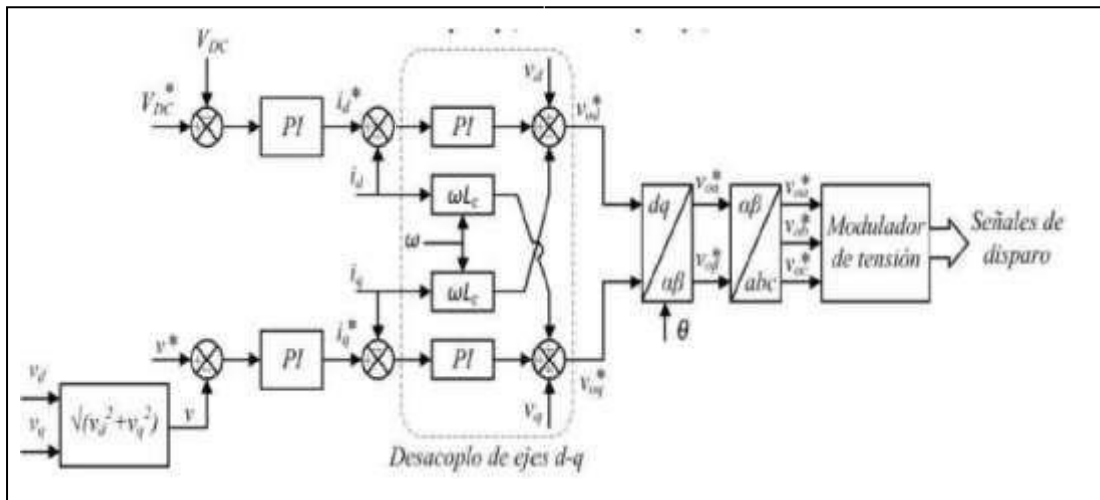 V_DC
V_DC*
PI
i_d*
PI
v_d
v_od*
i_d
ωL_c
ω
i_q
ωL_c
v*
PI
i_q*
PI
v_q
v_oq*
v_d
v_q
√(v_d²+v_q²)
v
Desacoplo de ejes d-q
dq
αβ
θ
v_oα*
v_oβ*
αβ
abc
v_oa*
v_ob*
v_oc*
Modulador
de tensión
Señales de
disparo